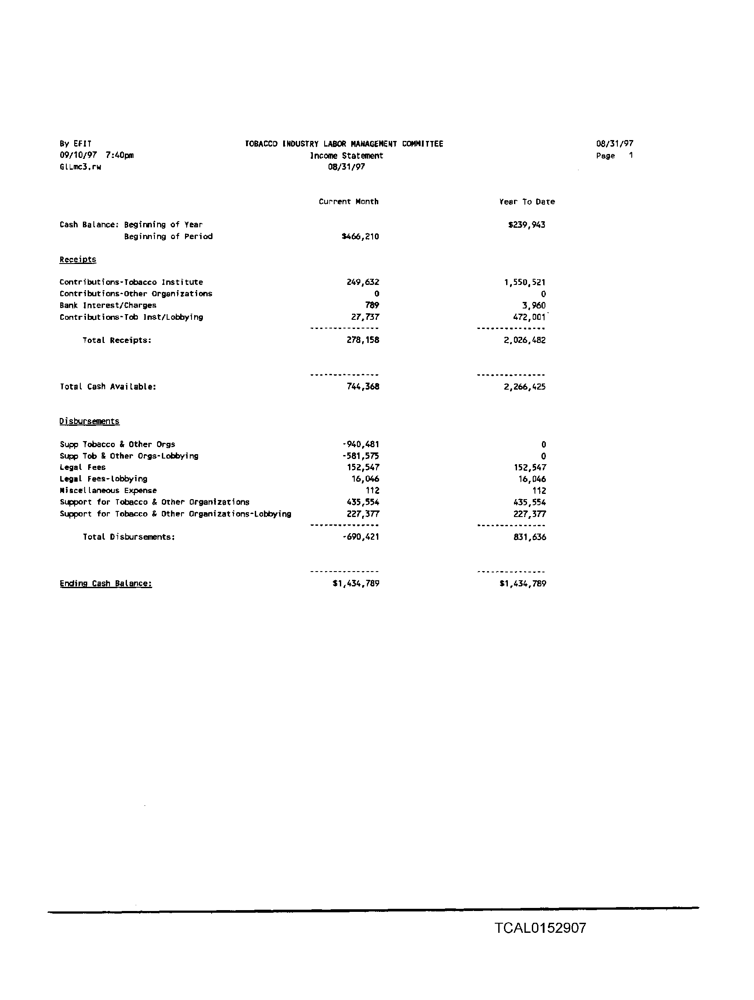 By EFIT TOBACCO INDUSTRY LABOR MANAGEMENT COMMITTEE 08/31/97
09/10/97 7:40pm Income Statement Page 1
GlLmc3.rw 08/31/97
Current Month Year To Date
Cash Balance: Beginning of Year $239,943
Beginning of Period $466,210
Receipts
Contributions-Tobacco Institute 249,632 1,550,521
Contributions-Other Organizations 0 0
Bank Interest/Charges 789 3,960
Contributions-Tob Inst/Lobbying 27,737 472,001
--------------- ---------------
Total Receipts: 278,158 2,026,482
--------------- ---------------
Total Cash Available: 744,368 2,266,425
Disbursements
Supp Tobacco & Other Orgs -940,481 0
Supp Tob & Other Orgs-Lobbying -581,575 0
Legal Fees 152,547 152,547
Legal Fees-lobbying 16,046 16,046
Miscellaneous Expense 112 112
Support for Tobacco & Other Organizations 435,554 435,554
Support for Tobacco & Other Organizations-Lobbying 227,377 227,377
--------------- ---------------
Total Disbursements: -690,421 831,636
--------------- ---------------
Ending Cash Balance: $1,434,789 $1,434,789
TCAL0152907